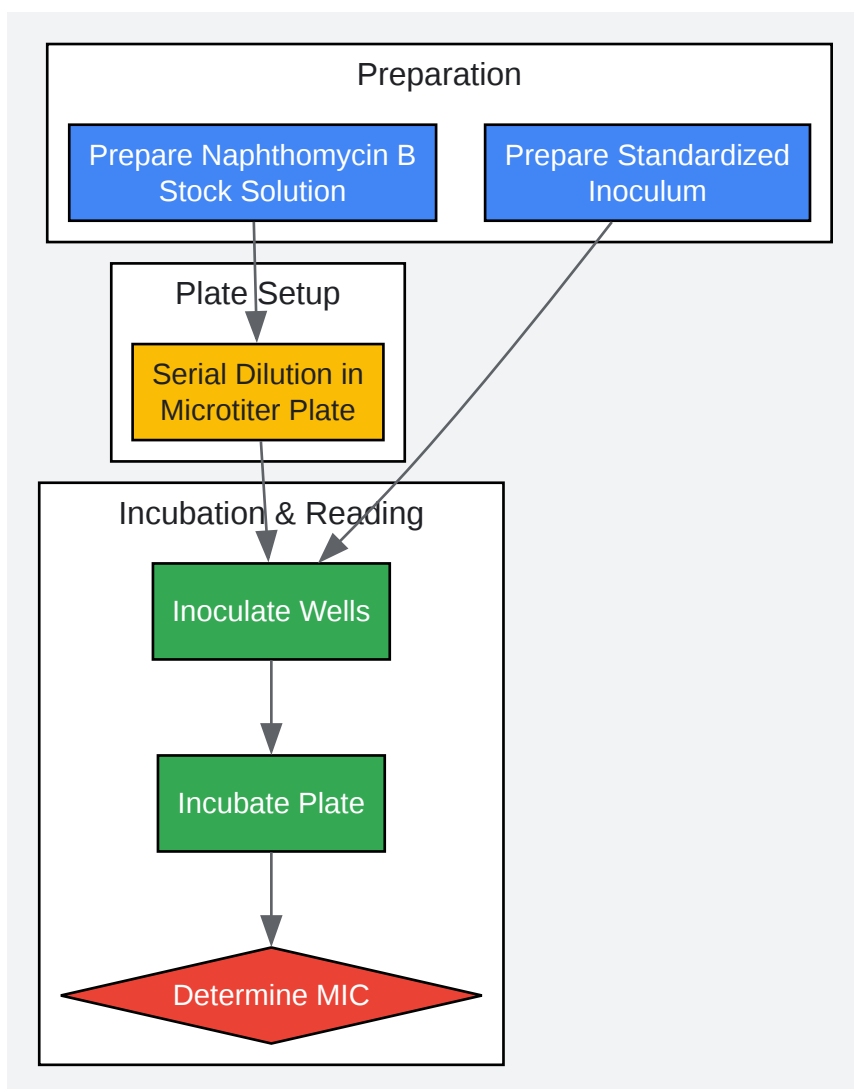 Preparation
Prepare Naphthomycin B
Stock Solution
Prepare Standardized
Inoculum
Plate Setup
Serial Dilution in
Microtiter Plate
Incubation & Reading
Inoculate Wells
Incubate Plate
Determine MIC